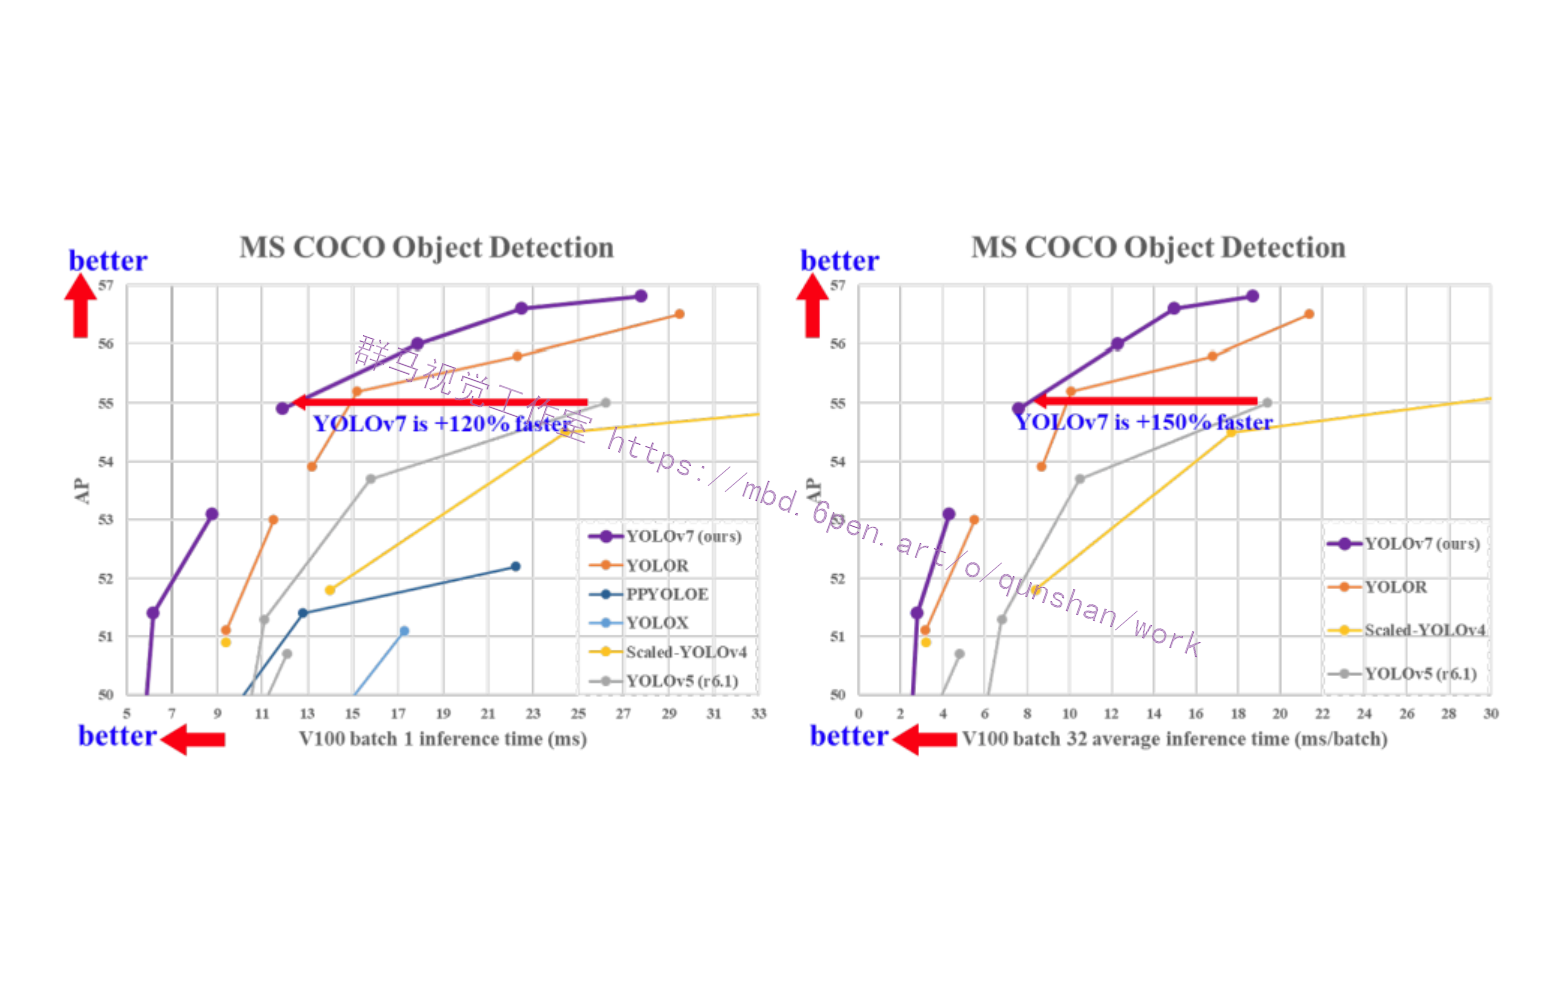 MS COCO Object Detection
better
57
56
55
54
53
52
51
50
AP
YOLOv7 is +120% faster
YOLOv7 (ours)
YOLOR
PPYOLOE
YOLOX
Scaled-YOLOv4
YOLOv5 (r6.1)
5 7 9 11 13 15 17 19 21 23 25 27 29 31 33
better
V100 batch 1 inference time (ms)
MS COCO Object Detection
better
57
56
55
54
53
52
51
50
AP
YOLOv7 is +150% faster
YOLOv7 (ours)
YOLOR
Scaled-YOLOv4
YOLOv5 (r6.1)
0 2 4 6 8 10 12 14 16 18 20 22 24 26 28 30
better
V100 batch 32 average inference time (ms/batch)
群马视觉工作室 https://mbd.6pen.art/o/qunshan/work